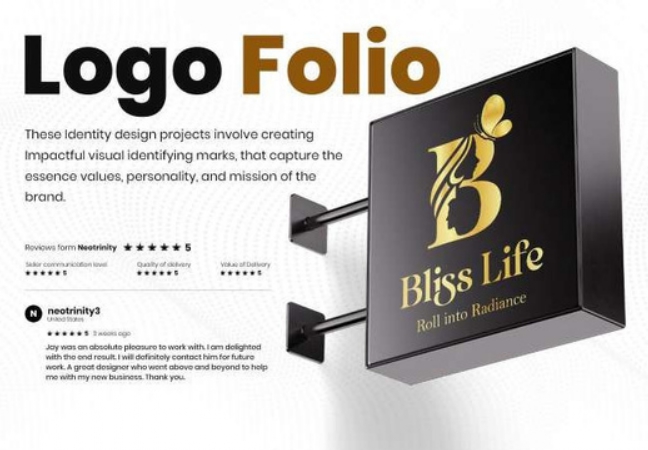 Logo Folio
These Identity design projects involve creating
Impactful visual identifying marks, that capture the
essence values, personality, and mission of the
brand.
Reviews form Neotrinity ★★★★★ 5
Seller communication level
Quality of delivery
Value of Delivery
★★★★★ 5
★★★★★ 5
★★★★★ 5
N
neotrinity3
United States
★★★★★ 5 3 weeks ago
Jay was an absolute pleasure to work with. I am delighted
with the end result. I will definitely contact him for future
work. A great designer who went above and beyond to help
me with my new business. Thank you.
B
Bliss Life
Roll into Radiance